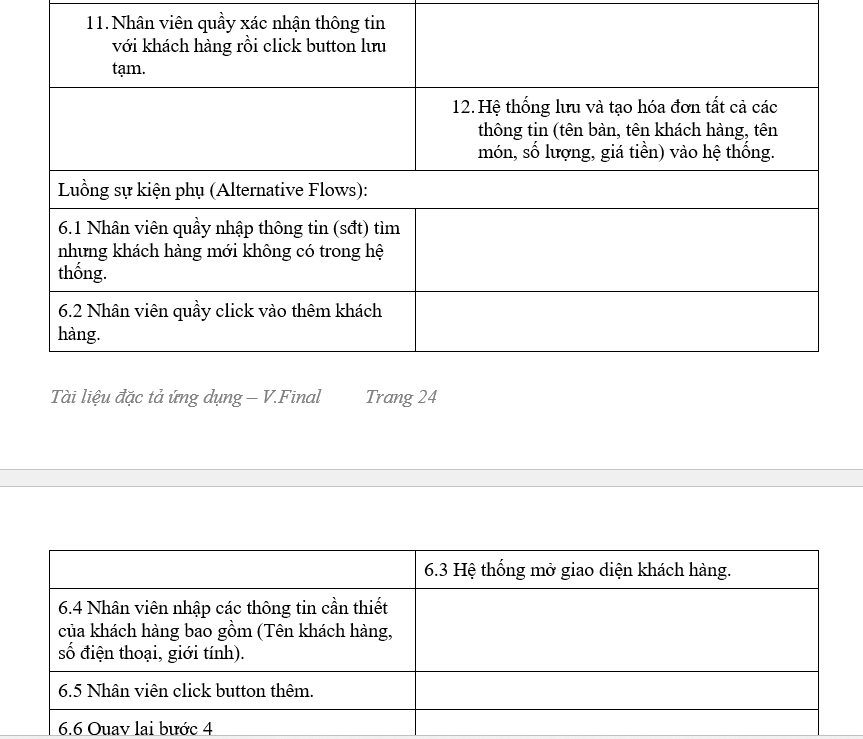 11. Nhân viên quầy xác nhận thông tin
với khách hàng rồi click button lưu
tạm.
12. Hệ thống lưu và tạo hóa đơn tất cả các
thông tin (tên bàn, tên khách hàng, tên
món, số lượng, giá tiền) vào hệ thống.
Luồng sự kiện phụ (Alternative Flows):
6.1 Nhân viên quầy nhập thông tin (sđt) tìm
nhưng khách hàng mới không có trong hệ
thống.
6.2 Nhân viên quầy click vào thêm khách
hàng.
Tài liệu đặc tả ứng dụng – V.Final Trang 24
6.3 Hệ thống mở giao diện khách hàng.
6.4 Nhân viên nhập các thông tin cần thiết
của khách hàng bao gồm (Tên khách hàng,
số điện thoại, giới tính).
6.5 Nhân viên click button thêm.
6.6 Quay lại bước 4